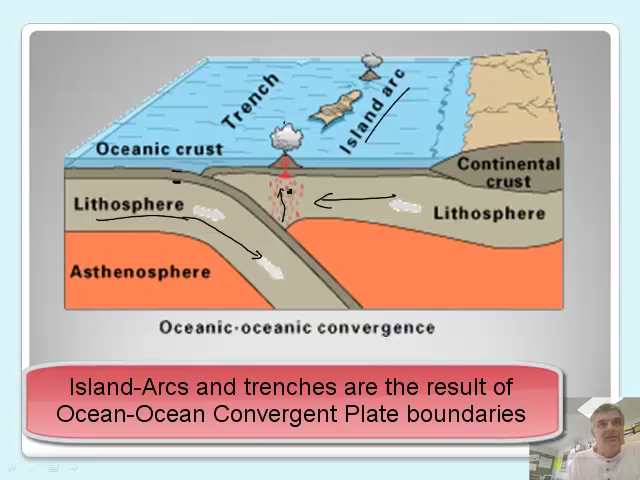 Trench
Island arc
Oceanic crust
Continental
crust
Lithosphere
Lithosphere
Asthenosphere
Oceanic-oceanic convergence
Island-Arcs and trenches are the result of
Ocean-Ocean Convergent Plate boundaries